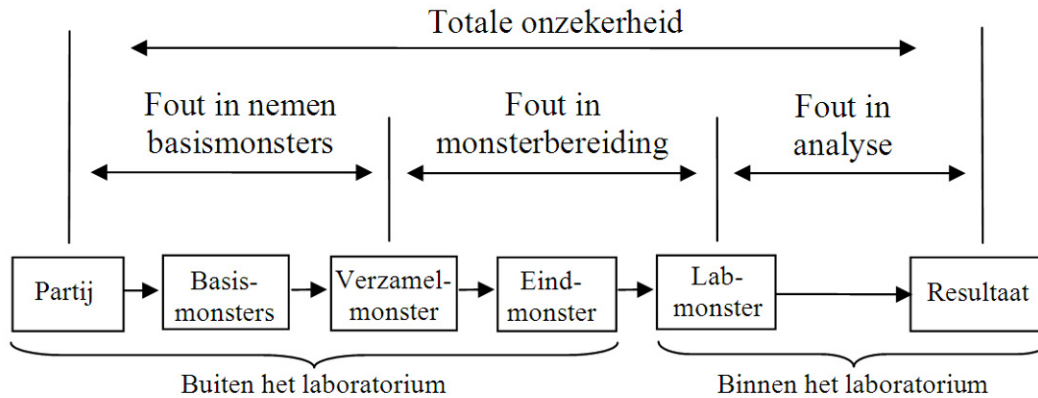 Totale onzekerheid
Fout in nemen
basismonsters
Fout in
monsterbereiding
Fout in
analyse
Partij
Basis-
monsters
Verzamel-
monster
Eind-
monster
Lab-
monster
Resultaat
Buiten het laboratorium
Binnen het laboratorium